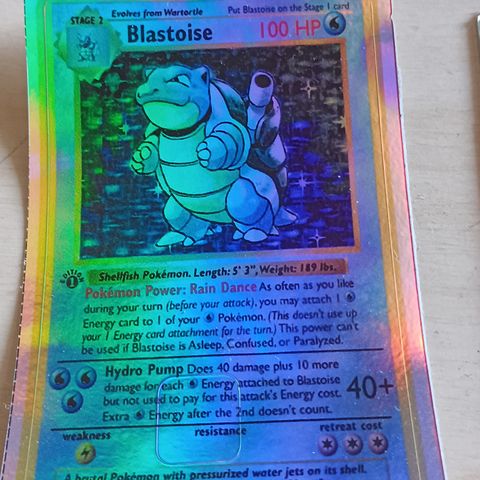 STAGE 2
Evolves from Wartortle
Put Blastoise on the Stage 1 card
Blastoise
100 HP
Shellfish Pokémon. Length: 5' 3", Weight: 189 lbs.
EDITION
1
Pokémon Power: Rain Dance As often as you like
during your turn (before your attack), you may attach 1
Energy card to 1 of your Pokémon. (This doesn't use up
your 1 Energy card attachment for the turn.) This power can't
be used if Blastoise is Asleep, Confused, or Paralyzed.
Hydro Pump Does 40 damage plus 10 more
damage for each Energy attached to Blastoise
but not used to pay for this attack's Energy cost.
Extra Energy after the 2nd doesn't count.
40+
weakness
resistance
retreat cost
A brutal Pokémon with pressurized water jets on its shell.